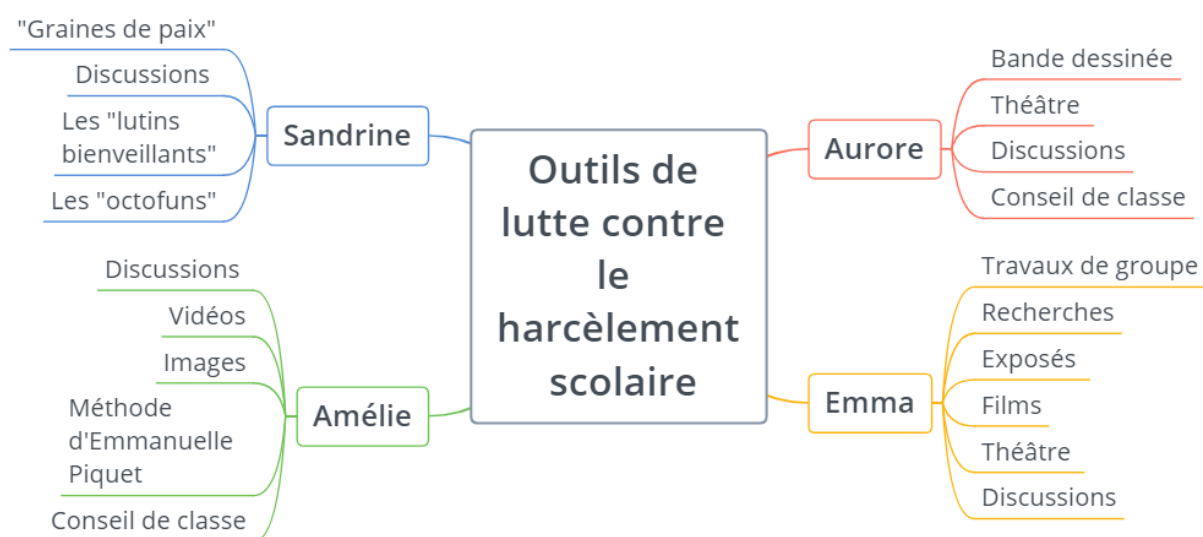 Outils de
lutte contre
le
harcèlement
scolaire
Sandrine
"Graines de paix"
Discussions
Les "lutins
bienveillants"
Les "octofuns"
Amélie
Discussions
Vidéos
Images
Méthode
d'Emmanuelle
Piquet
Conseil de classe
Aurore
Bande dessinée
Théâtre
Discussions
Conseil de classe
Emma
Travaux de groupe
Recherches
Exposés
Films
Théâtre
Discussions